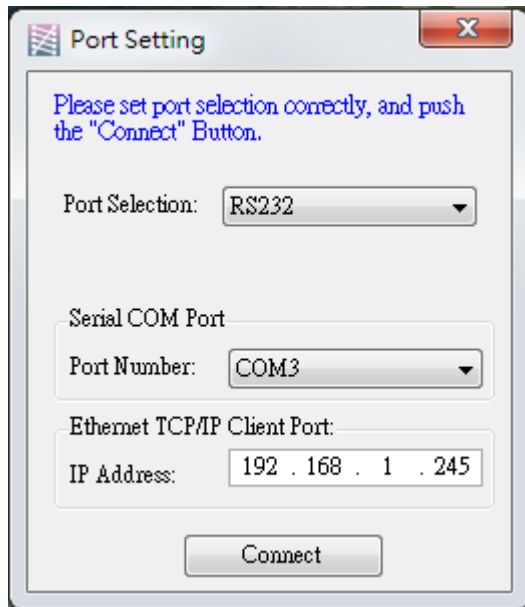 Port Setting
Please set port selection correctly, and push
the "Connect" Button.
Port Selection: RS232
Serial COM Port
Port Number: COM3
Ethernet TCP/IP Client Port:
IP Address: 192 . 168 . 1 . 245
Connect